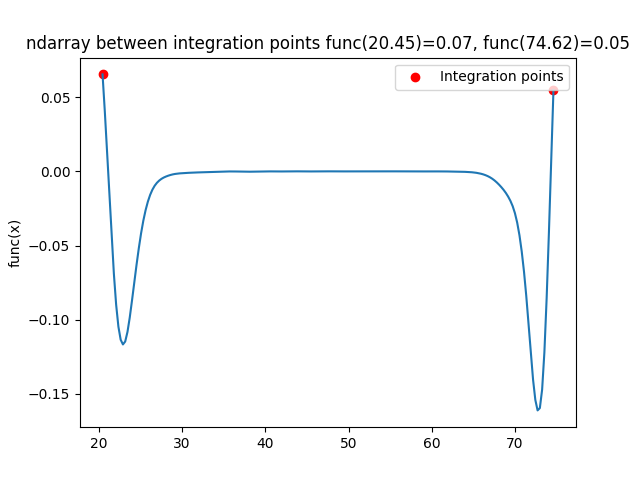 ndarray between integration points func(20.45)=0.07, func(74.62)=0.05
Integration points
0.05
0.00
−0.05
−0.10
−0.15
func(x)
20 30 40 50 60 70